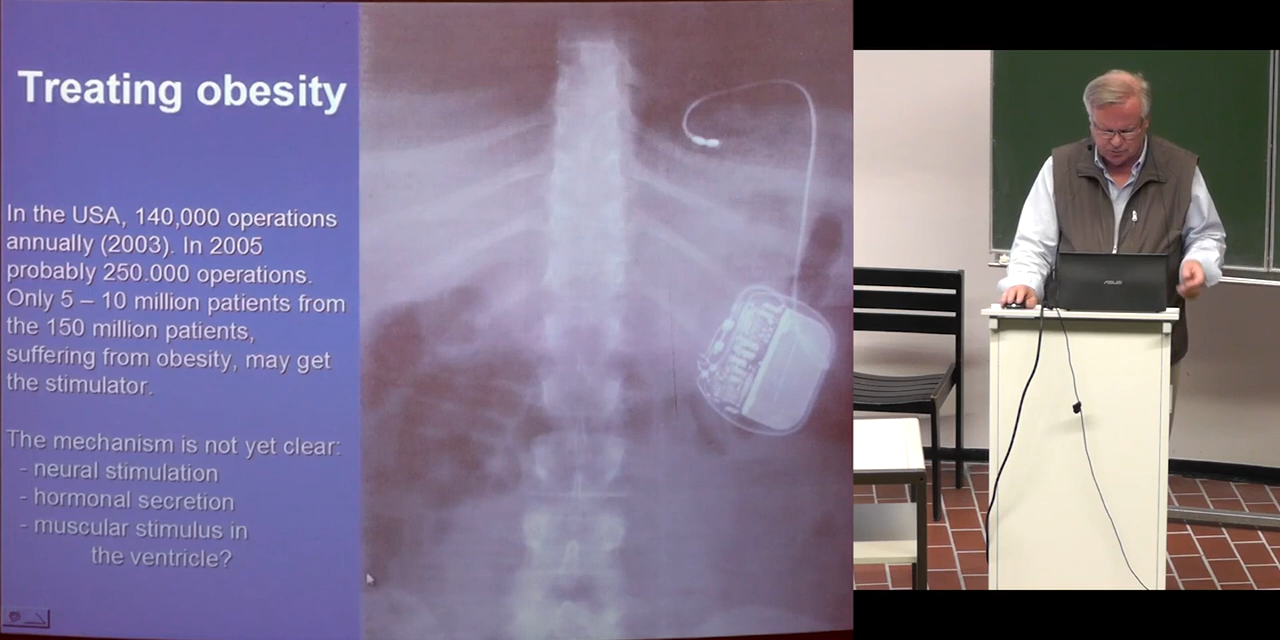 Treating obesity
In the USA, 140,000 operations
annually (2003). In 2005
probably 250.000 operations.
Only 5 – 10 million patients from
the 150 million patients,
suffering from obesity, may get
the stimulator.
The mechanism is not yet clear:
- neural stimulation
- hormonal secretion
- muscular stimulus in
the ventricle?
ASUS